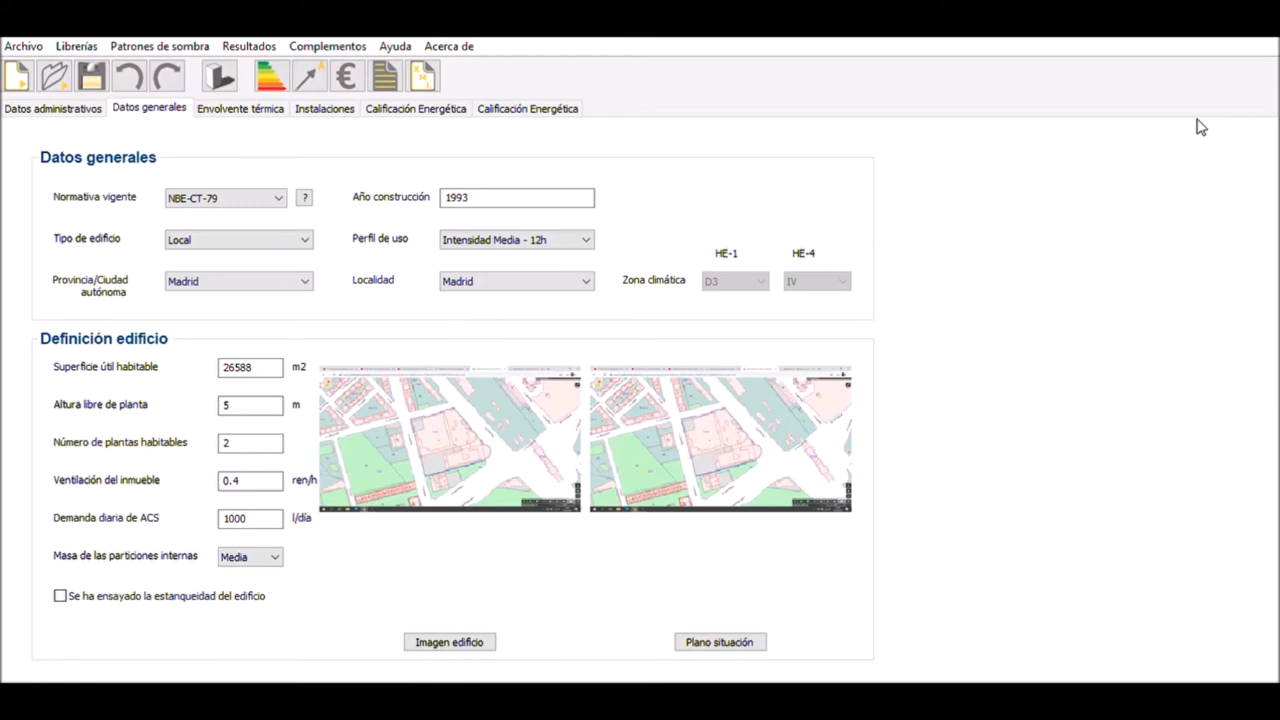 Archivo Librerías Patrones de sombra Resultados Complementos Ayuda Acerca de
Datos administrativos Datos generales Envolvente térmica Instalaciones Calificación Energética Calificación Energética
Datos generales
Normativa vigente NBE-CT-79 ? Año construcción 1993
Tipo de edificio Local Perfil de uso Intensidad Media - 12h
HE-1 HE-4
Provincia/Ciudad autónoma Madrid Localidad Madrid Zona climática D3 IV
Definición edificio
Superficie útil habitable 26588 m2
Altura libre de planta 5 m
Número de plantas habitables 2
Ventilación del inmueble 0.4 ren/h
Demanda diaria de ACS 1000 l/día
Masa de las particiones internas Media
Se ha ensayado la estanqueidad del edificio
Imagen edificio Plano situación